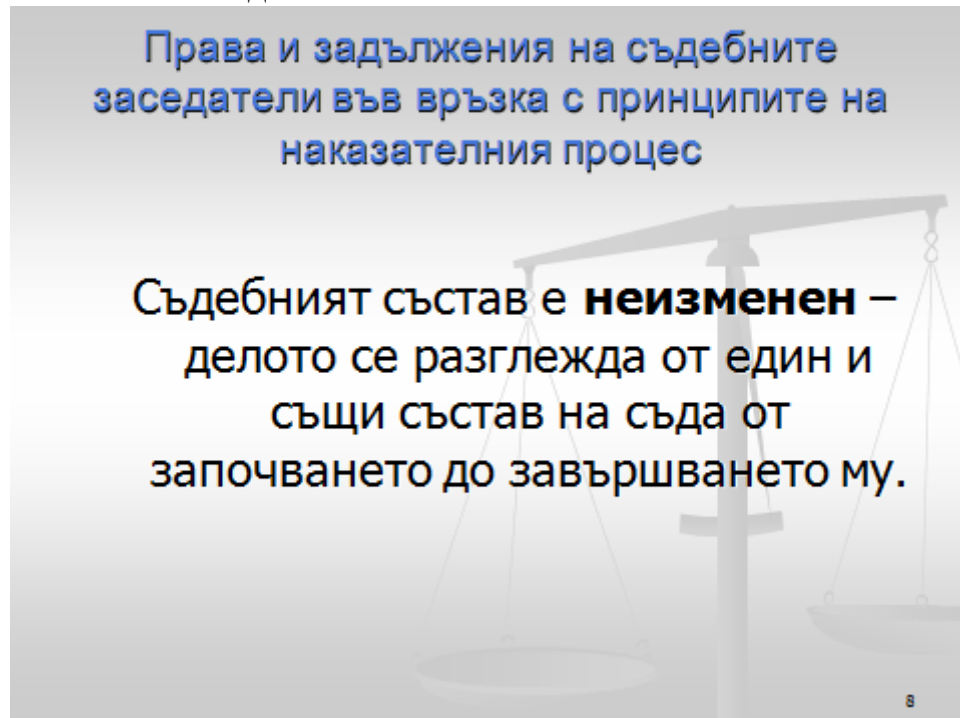 Права и задължения на съдебните
заседатели във връзка с принципите на
наказателния процес
Съдебният състав е неизменен –
делото се разглежда от един и
същи състав на съда от
започването до завършването му.
8